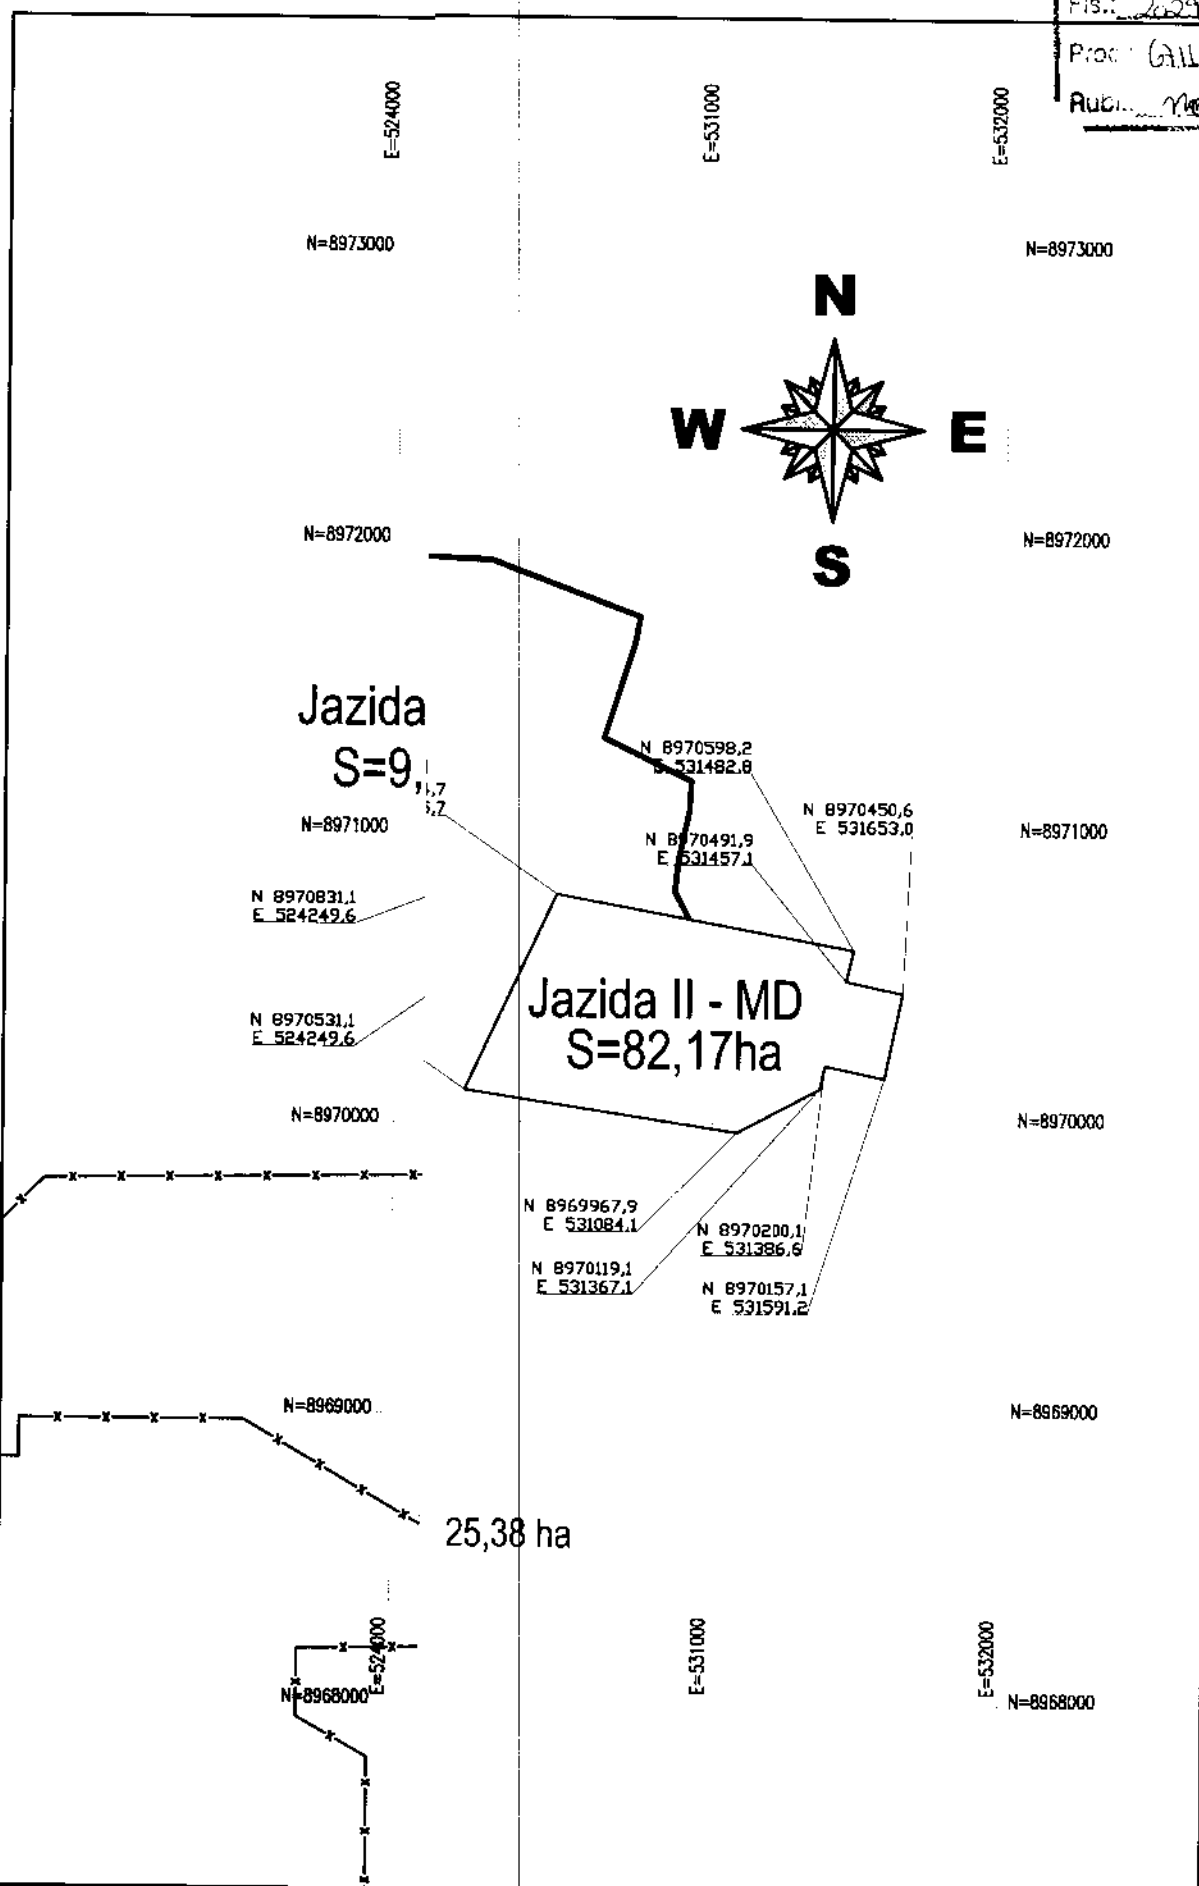 Fls.:
Proc
Rub.
E=524000
E=531000
E=532000
N=8973000
N=8973000
N
W
E
S
N=8972000
N=8972000
Jazida
S=9,
N 8970598,2
E 531482.8
N 8970450,6
E 531653,0
N=8971000
N=8971000
N 8970491,9
E 531457,1
N 8970831,1
E 524249.6
Jazida II - MD
S=82,17ha
N 8970531,1
E 524249.6
N=8970000
N=8970000
N 8969967,9
E 531084.1
N 8970200,1
E 531386,6
N 8970119,1
E 531367.1
N 8970157,1
E 531591.2
N=8969000
N=8969000
25,38 ha
E=524000
E=531000
E=532000
N=8968000
N=8968000